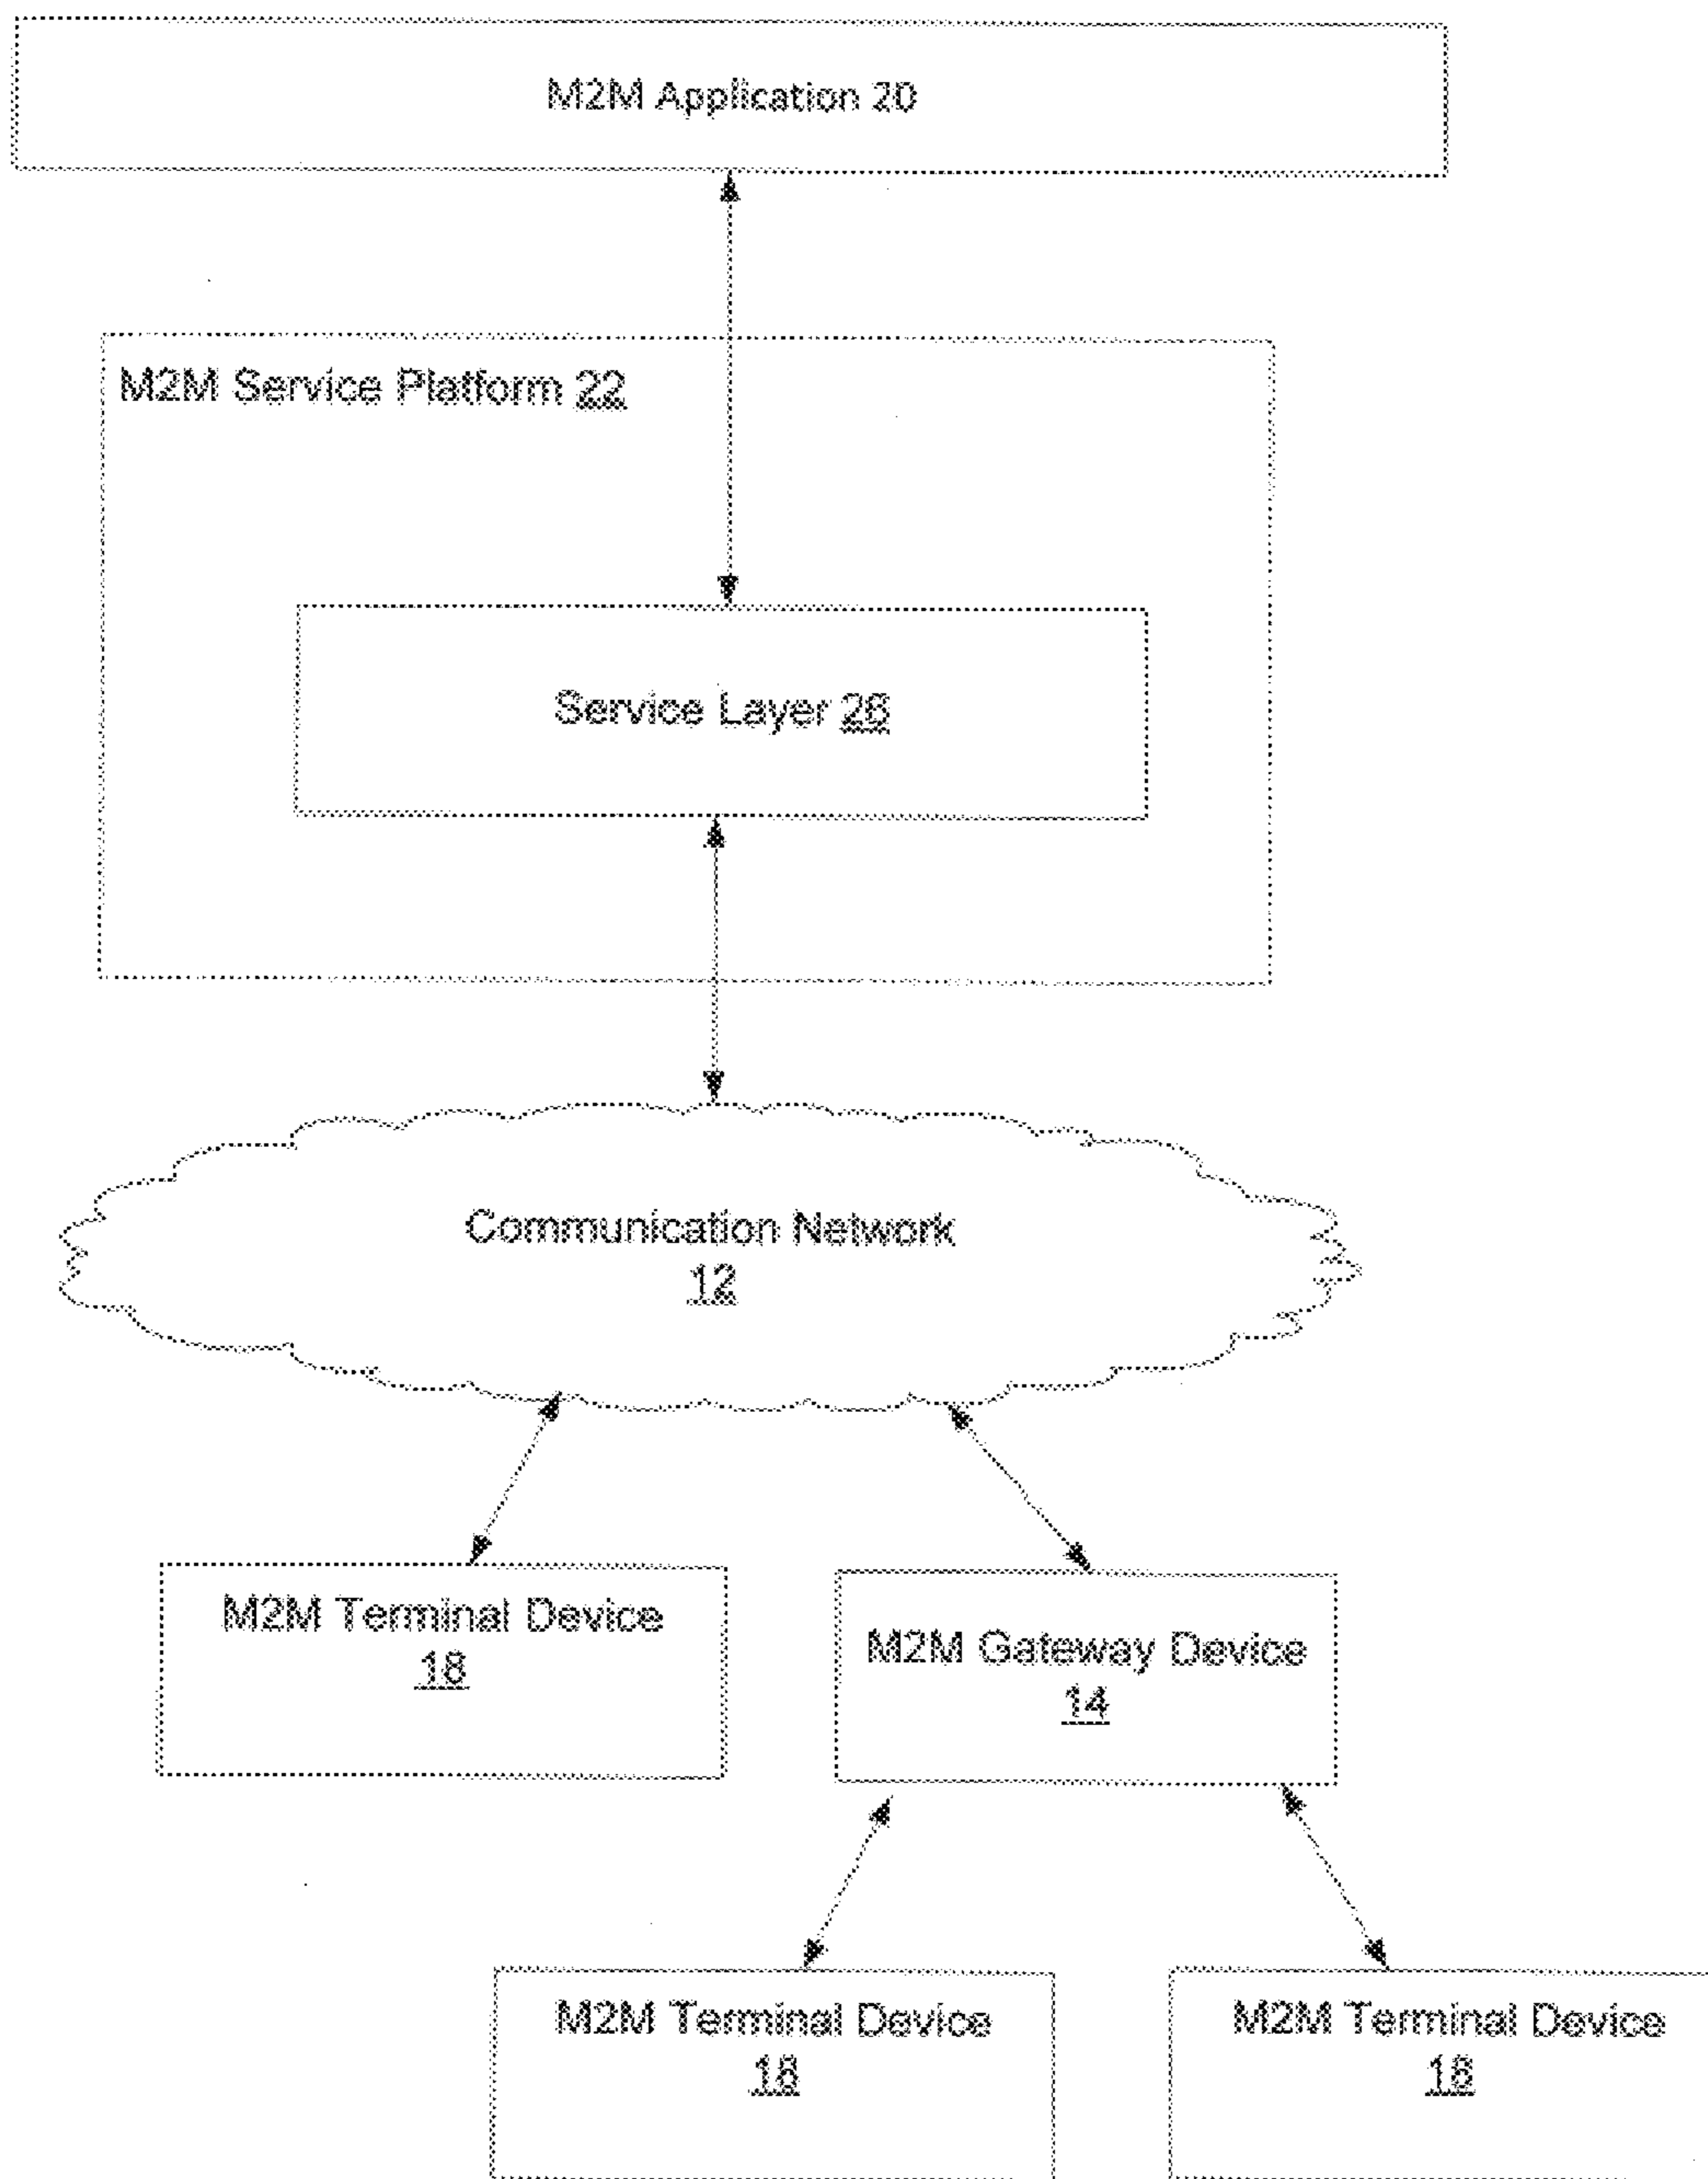 M2M Application 20
M2M Service Platform 22
Service Layer 26
Communication Network
12
M2M Terminal Device
18
M2M Gateway Device
14
M2M Terminal Device
18
M2M Terminal Device
18